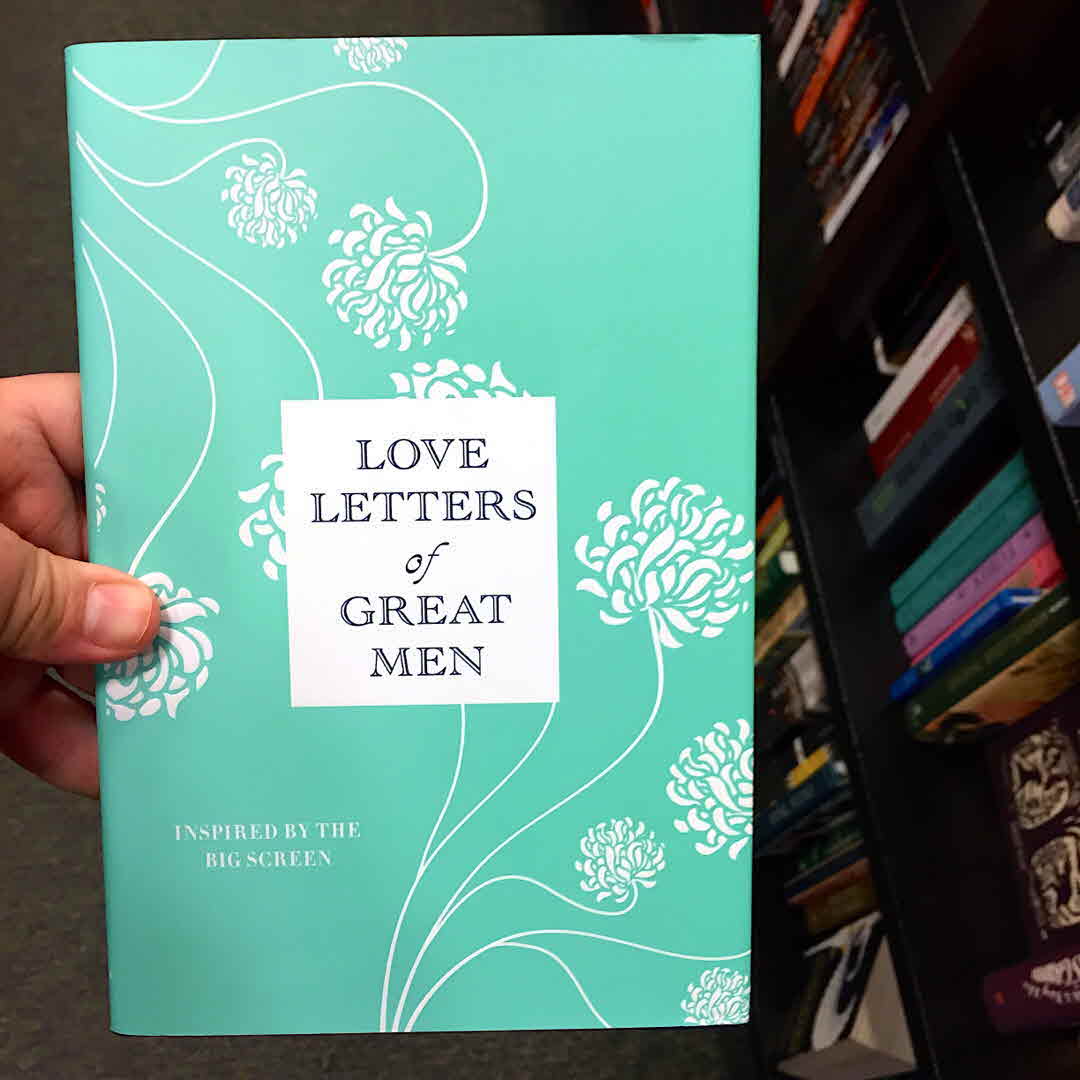 LOVE
LETTERS
of
GREAT
MEN
INSPIRED BY THE
BIG SCREEN